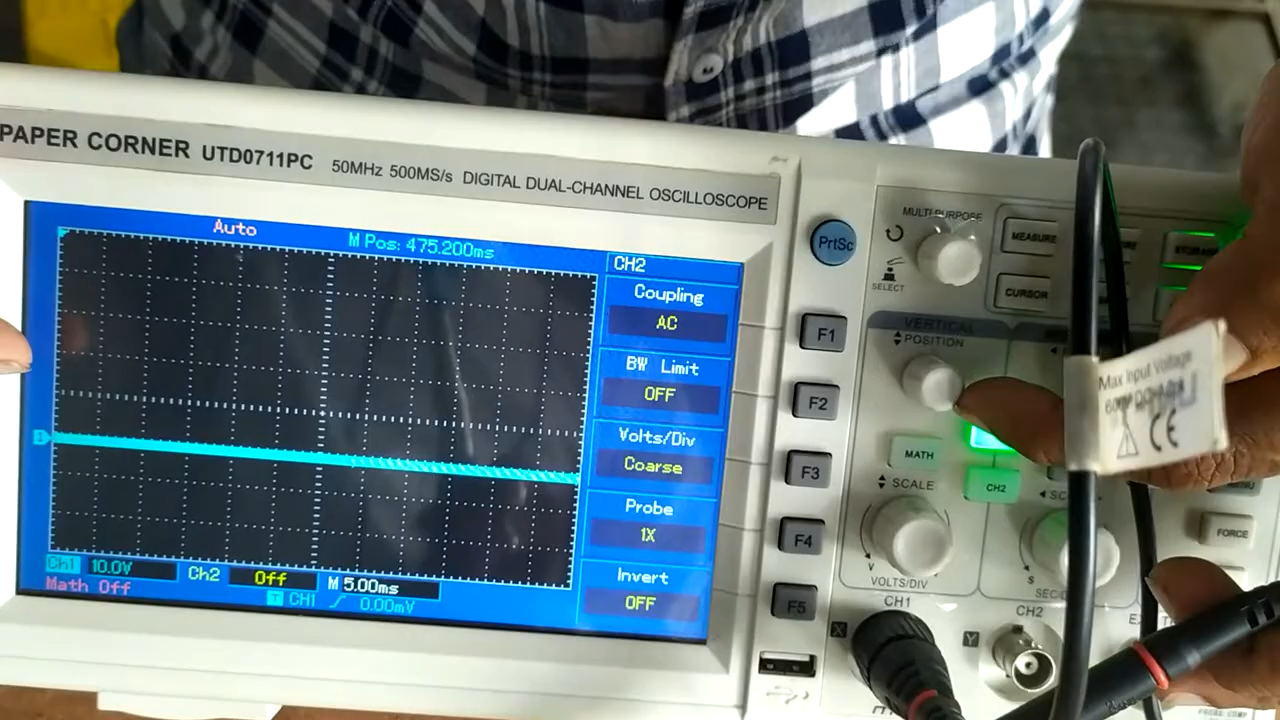 PAPER CORNER UTD0711PC 50MHz 500MS/s DIGITAL DUAL-CHANNEL OSCILLOSCOPE
Auto
M Pos: 475.200ms
CH2
Coupling
AC
BW Limit
OFF
Volts/Div
Coarse
Probe
1X
Invert
OFF
Ch1 10.0V Ch2 Off M 5.00ms
Math Off
T CH1 0.00mV
PrtSc
F1
F2
F3
F4
F5
MULTI PURPOSE
SELECT
MEASURE
CURSOR
VERTICAL
POSITION
MATH
CH2
SCALE
VOLTS/DIV
CH1
CH2
X
Y
FORCE
Max Input Voltage
CE